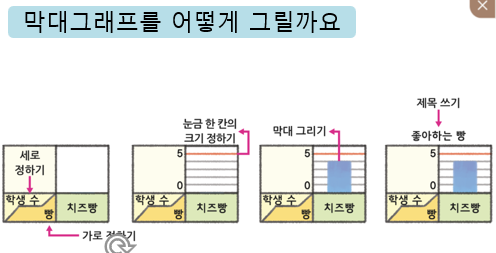 막대그래프를 어떻게 그릴까요
세로
정하기
학생 수
빵
치즈빵
가로 정하기
눈금 한 칸의
크기 정하기
5
0
학생 수
빵
치즈빵
막대 그리기
5
0
학생 수
빵
치즈빵
제목 쓰기
좋아하는 빵
5
0
학생 수
빵
치즈빵